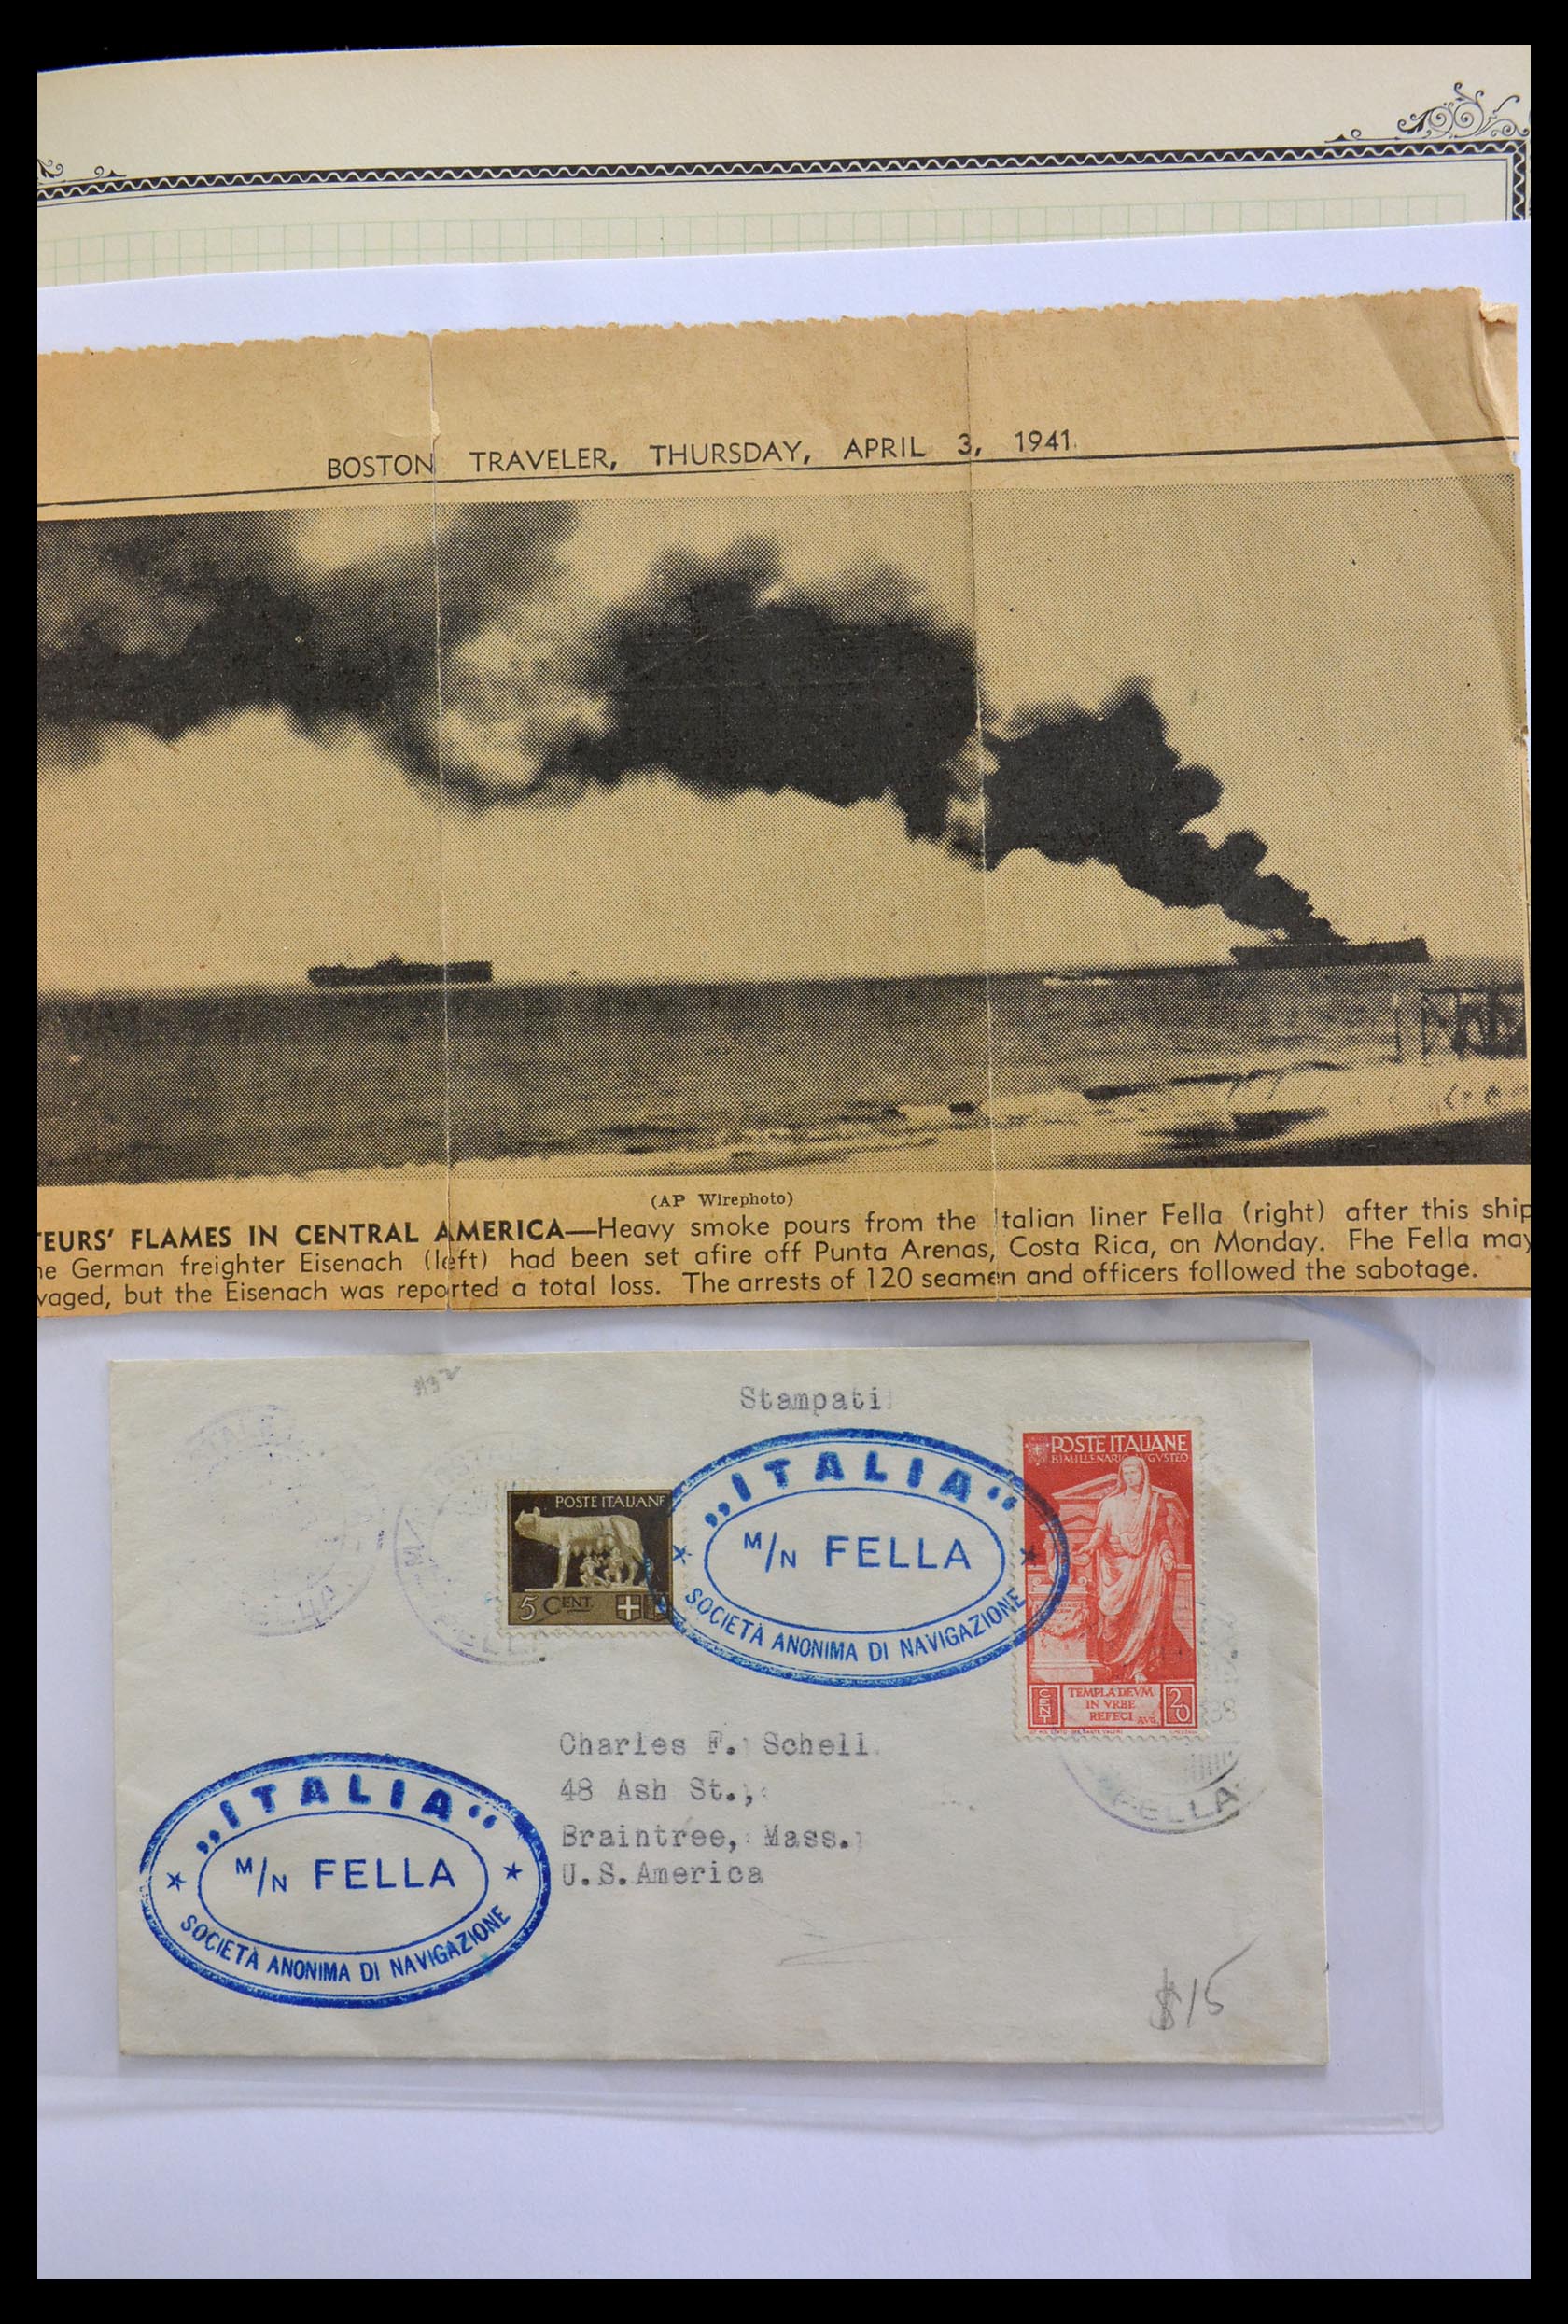 BOSTON TRAVELER, THURSDAY, APRIL 3, 1941.
(AP Wirephoto)
TEURS' FLAMES IN CENTRAL AMERICA—Heavy smoke pours from the Italian liner Fella (right) after this ship
German freighter Eisenach (left) had been set afire off Punta Arenas, Costa Rica, on Monday. Fhe Fella may
vaged, but the Eisenach was reported a total loss. The arrests of 120 seamen and officers followed the sabotage.
Stampati
POSTE ITALIANE
5 CENT.
„ITALIA“
M/N FELLA
SOCIETÀ ANONIMA DI NAVIGAZIONE
POSTE ITALIANE
BIMILLENARIO AVGVSTEO
TEMPLA DEVM
IN VRBE
REFECI AVG.
CENT 20
FELLA
FELLA
Charles F. Schell
48 Ash St.,
Braintree, Mass.
U.S.America
„ITALIA“
M/N FELLA
SOCIETÀ ANONIMA DI NAVIGAZIONE
$15